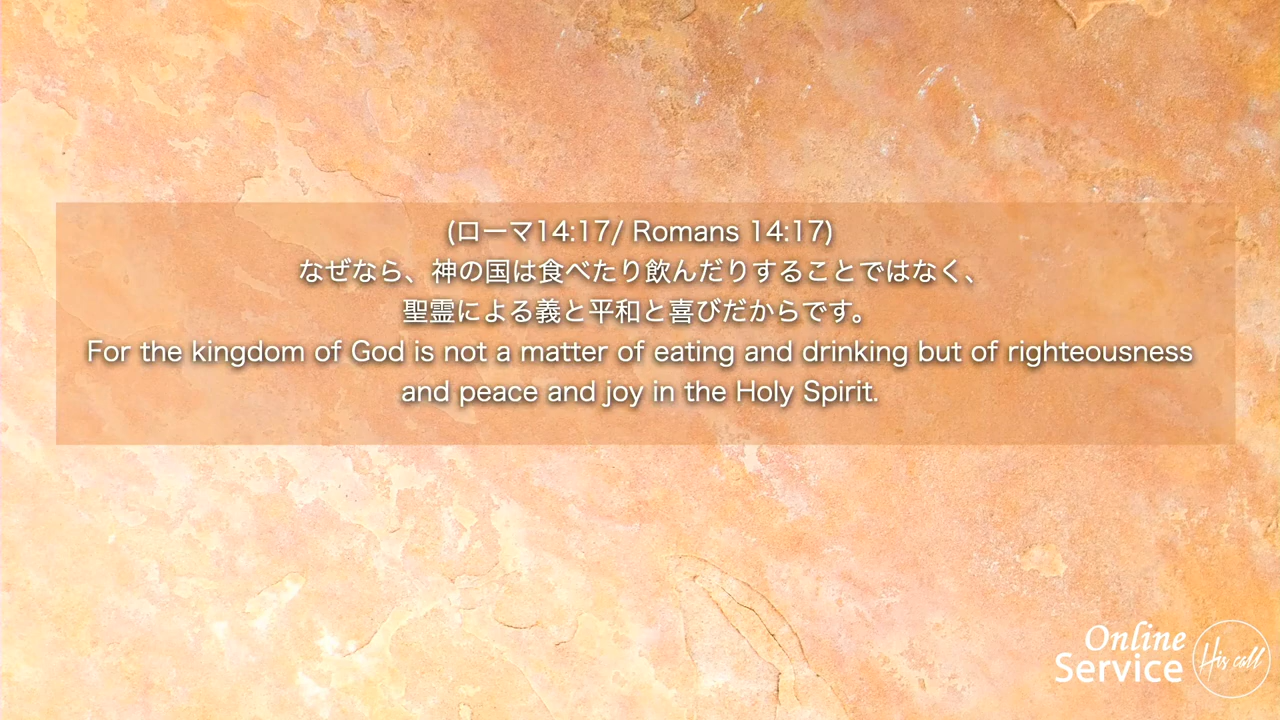 (ローマ14:17/ Romans 14:17)
なぜなら、神の国は食べたり飲んだりすることではなく、
聖霊による義と平和と喜びだからです。
For the kingdom of God is not a matter of eating and drinking but of righteousness
and peace and joy in the Holy Spirit.
Online
Service
His call